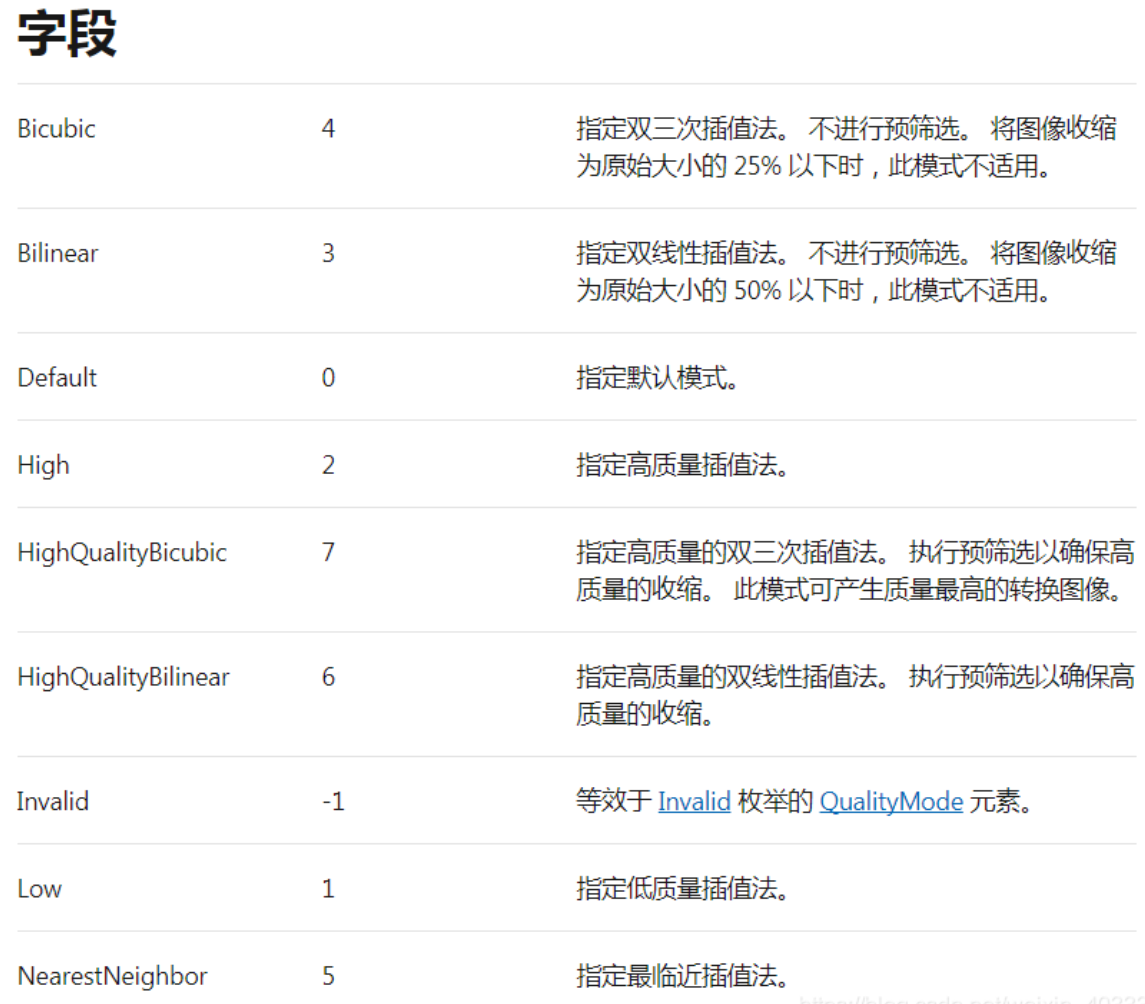 字段
Bicubic 4 指定双三次插值法。 不进行预筛选。 将图像收缩
为原始大小的 25% 以下时，此模式不适用。
Bilinear 3 指定双线性插值法。 不进行预筛选。 将图像收缩
为原始大小的 50% 以下时，此模式不适用。
Default 0 指定默认模式。
High 2 指定高质量插值法。
HighQualityBicubic 7 指定高质量的双三次插值法。 执行预筛选以确保高
质量的收缩。 此模式可产生质量最高的转换图像。
HighQualityBilinear 6 指定高质量的双线性插值法。 执行预筛选以确保高
质量的收缩。
Invalid -1 等效于 Invalid 枚举的 QualityMode 元素。
Low 1 指定低质量插值法。
NearestNeighbor 5 指定最临近插值法。